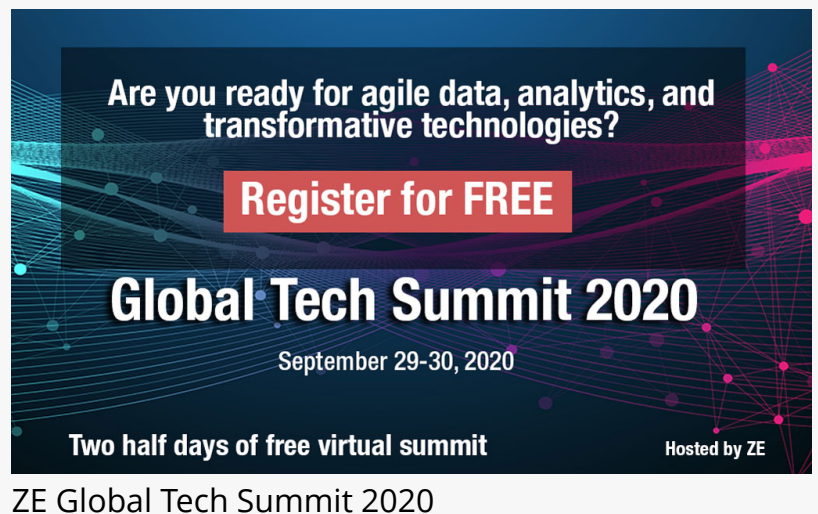 Are you ready for agile data, analytics, and
transformative technologies?
Register for FREE
Global Tech Summit 2020
September 29-30, 2020
Two half days of free virtual summit
Hosted by ZE
ZE Global Tech Summit 2020